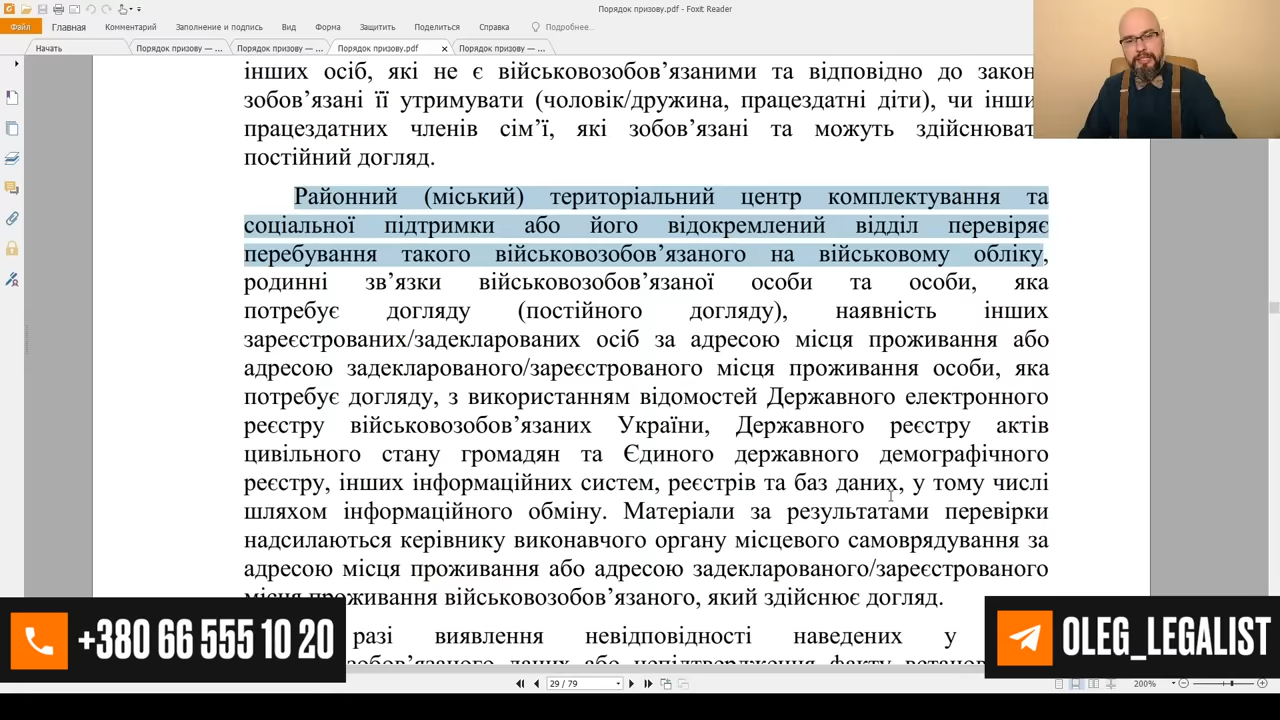 Порядок призову.pdf - Foxit Reader
Файл Главная Комментарий Заполнение и подпись Вид Форма Защитить Поделиться Справка Подробнее...
Начать Порядок призову — ... Порядок призову — ... Порядок призову.pdf Порядок призову — ...
інших осіб, які не є військовозобов’язаними та відповідно до закон
зобов’язані її утримувати (чоловік/дружина, працездатні діти), чи інши
працездатних членів сім’ї, які зобов’язані та можуть здійснюват
постійний догляд.
Районний (міський) територіальний центр комплектування та
соціальної підтримки або його відокремлений відділ перевіряє
перебування такого військовозобов’язаного на військовому обліку,
родинні зв’язки військовозобов’язаної особи та особи, яка
потребує догляду (постійного догляду), наявність інших
зареєстрованих/задекларованих осіб за адресою місця проживання або
адресою задекларованого/зареєстрованого місця проживання особи, яка
потребує догляду, з використанням відомостей Державного електронного
реєстру військовозобов’язаних України, Державного реєстру актів
цивільного стану громадян та Єдиного державного демографічного
реєстру, інших інформаційних систем, реєстрів та баз даних, у тому числі
шляхом інформаційного обміну. Матеріали за результатами перевірки
надсилаються керівнику виконавчого органу місцевого самоврядування за
адресою місця проживання або адресою задекларованого/зареєстрованого
місця проживання військовозобов’язаного, який здійснює догляд.
разі виявлення невідповідності наведених у
+380 66 555 10 20
OLEG_LEGALIST
29 / 79
200%